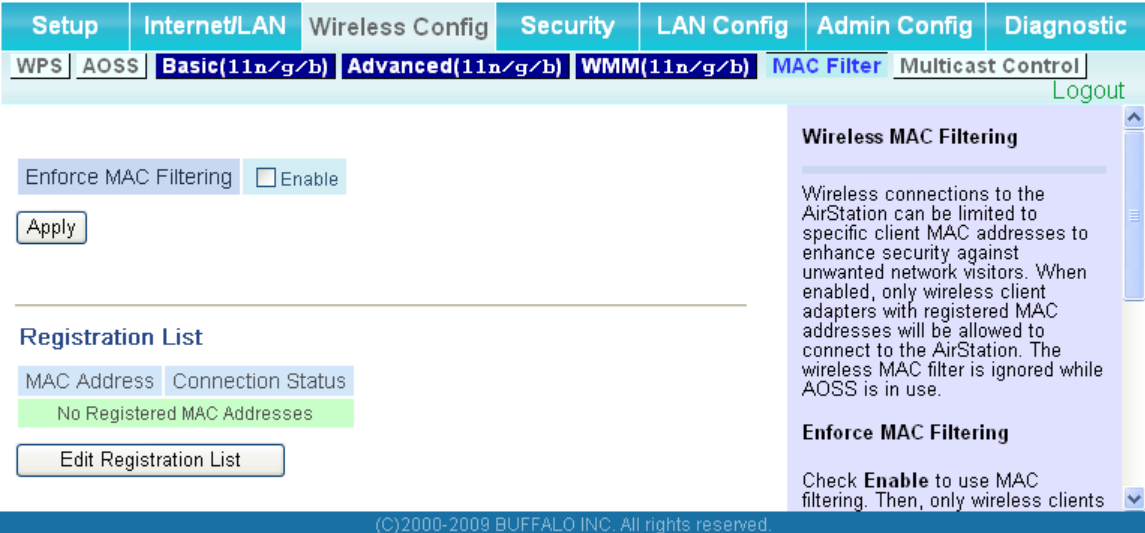 Setup Internet/LAN Wireless Config Security LAN Config Admin Config Diagnostic
WPS AOSS Basic(11n/g/b) Advanced(11n/g/b) WMM(11n/g/b) MAC Filter Multicast Control
Logout
Enforce MAC Filtering Enable
Apply
Registration List
MAC Address Connection Status
No Registered MAC Addresses
Edit Registration List
Wireless MAC Filtering
Wireless connections to the
AirStation can be limited to
specific client MAC addresses to
enhance security against
unwanted network visitors. When
enabled, only wireless client
adapters with registered MAC
addresses will be allowed to
connect to the AirStation. The
wireless MAC filter is ignored while
AOSS is in use.
Enforce MAC Filtering
Check Enable to use MAC
filtering. Then, only wireless clients
(C)2000-2009 BUFFALO INC. All rights reserved.